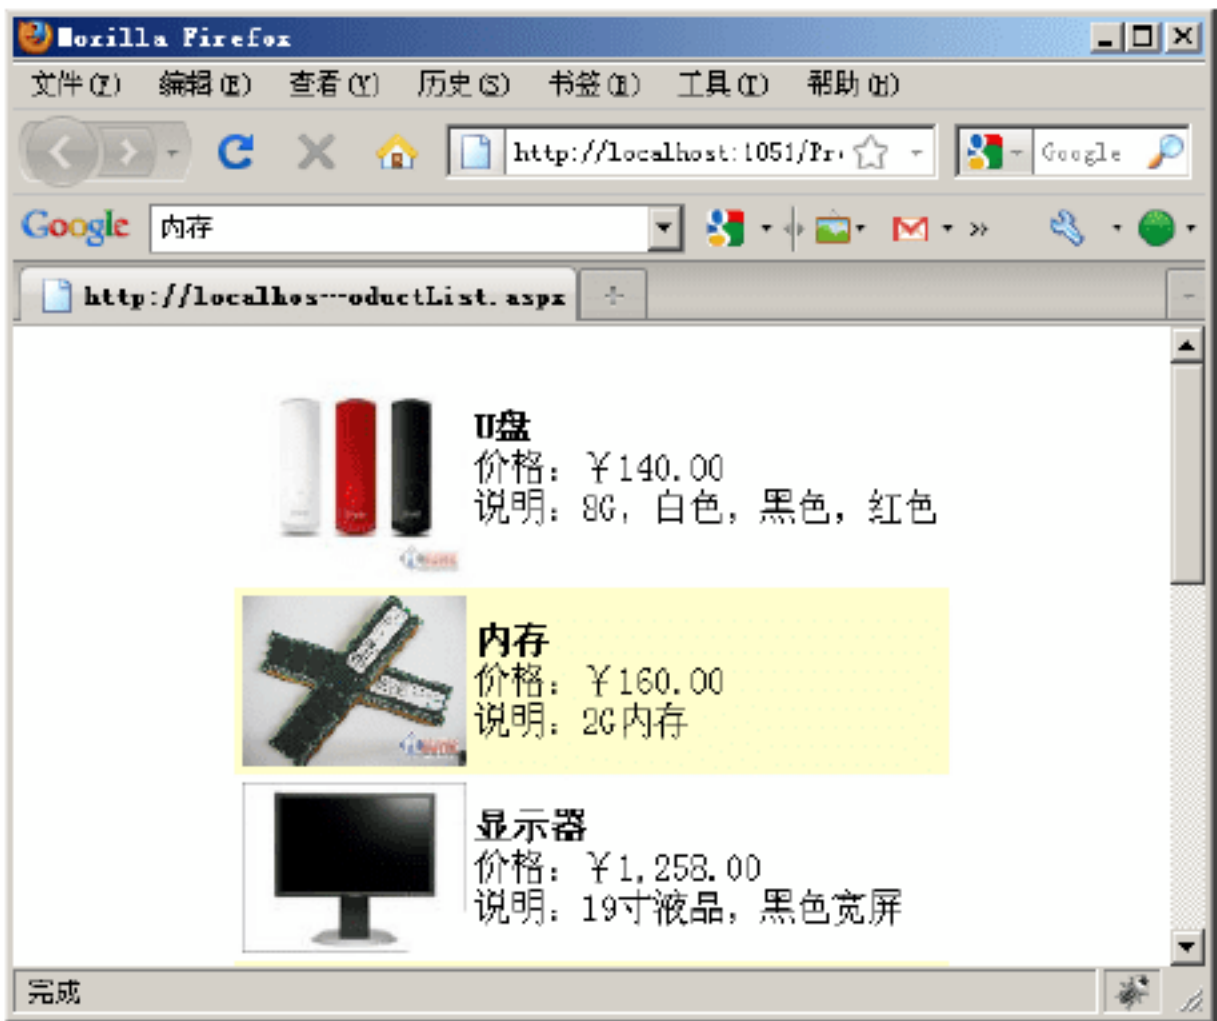 Mozilla Firefox
文件(F) 编辑(E) 查看(V) 历史(S) 书签(B) 工具(T) 帮助(H)
http://localhost:1051/Pr
Google
Google 内存
http://localhos…oductList.aspx
U盘
价格：￥140.00
说明：8G，白色，黑色，红色
内存
价格：￥160.00
说明：2G内存
显示器
价格：￥1,258.00
说明：19寸液晶，黑色宽屏
完成